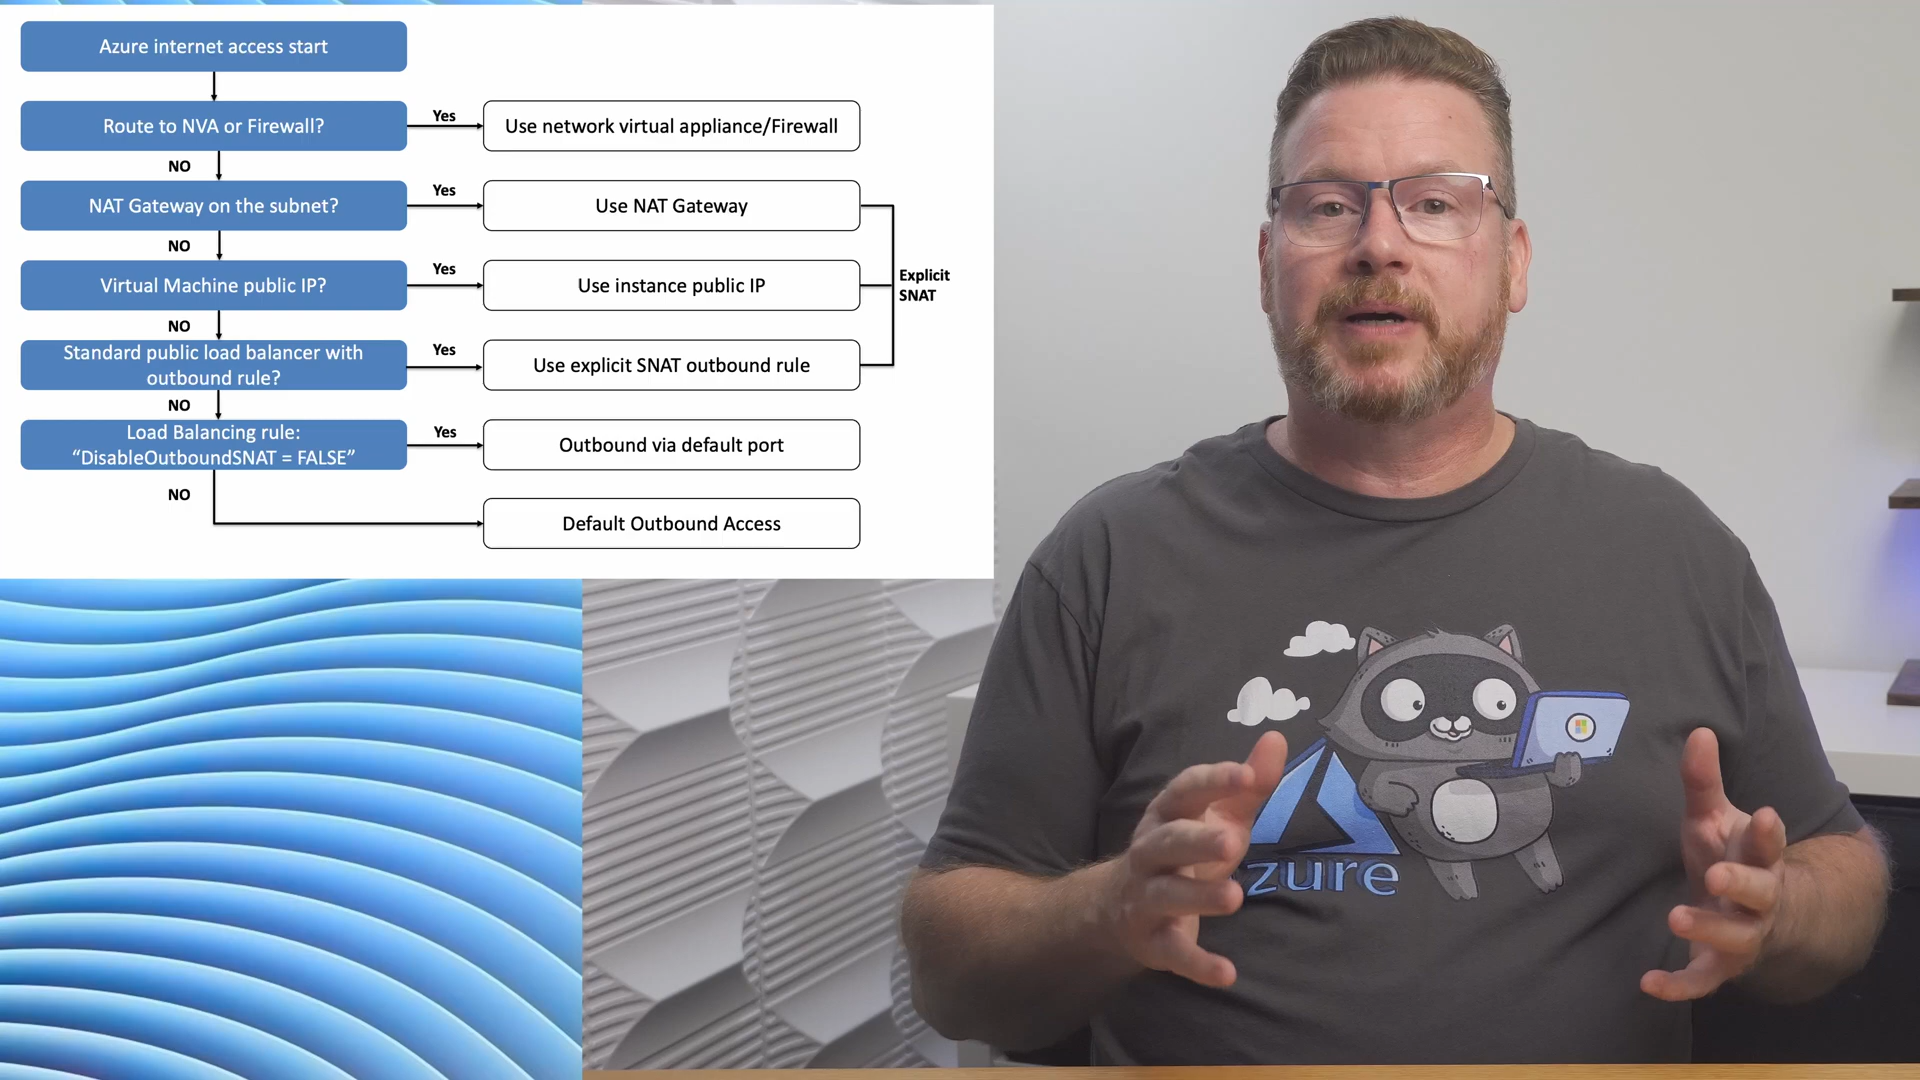 Azure internet access start
Route to NVA or Firewall?
Yes
Use network virtual appliance/Firewall
NO
NAT Gateway on the subnet?
Yes
Use NAT Gateway
NO
Virtual Machine public IP?
Yes
Use instance public IP
Explicit
SNAT
NO
Standard public load balancer with
outbound rule?
Yes
Use explicit SNAT outbound rule
NO
Load Balancing rule:
“DisableOutboundSNAT = FALSE”
Yes
Outbound via default port
NO
Default Outbound Access
zure